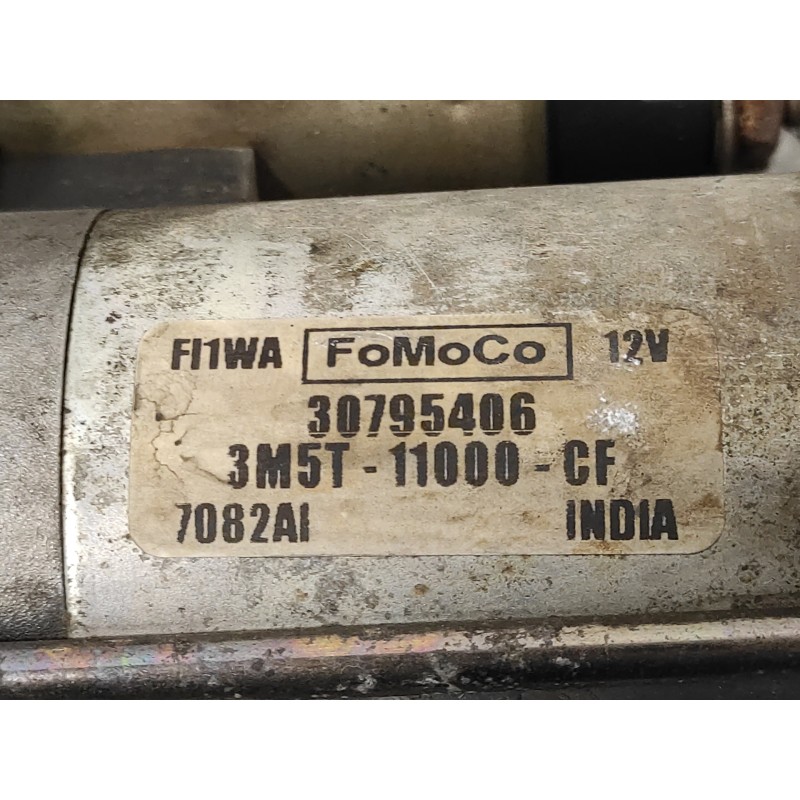 FI1WA FoMoCo 12V
30795406
3M5T-11000-CF
7082AI INDIA